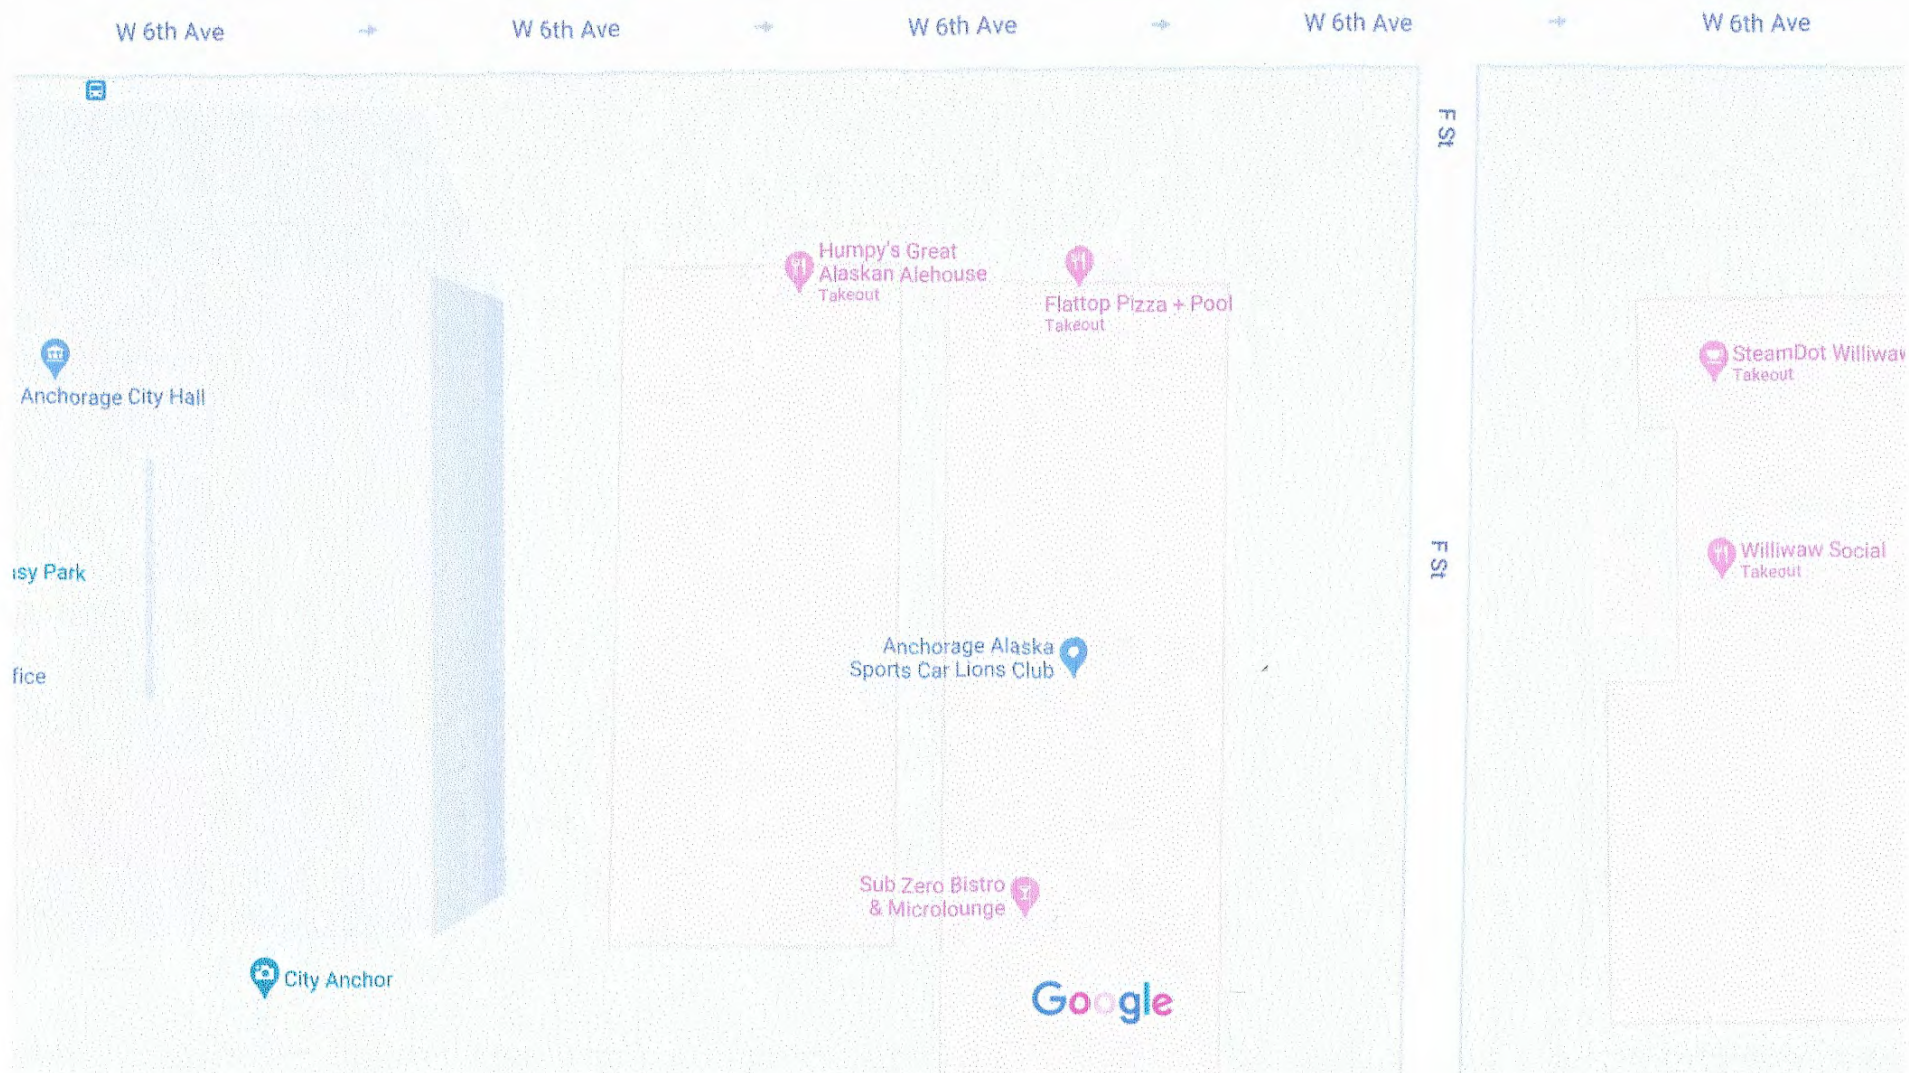 W 6th Ave
W 6th Ave
W 6th Ave
W 6th Ave
W 6th Ave
F St
Humpy's Great
Alaskan Alehouse
Takeout
Flattop Pizza + Pool
Takeout
SteamDot Williwaw
Takeout
Anchorage City Hall
F St
Williwaw Social
Takeout
asy Park
Anchorage Alaska
Sports Car Lions Club
fice
Sub Zero Bistro
& Microlounge
City Anchor
Google